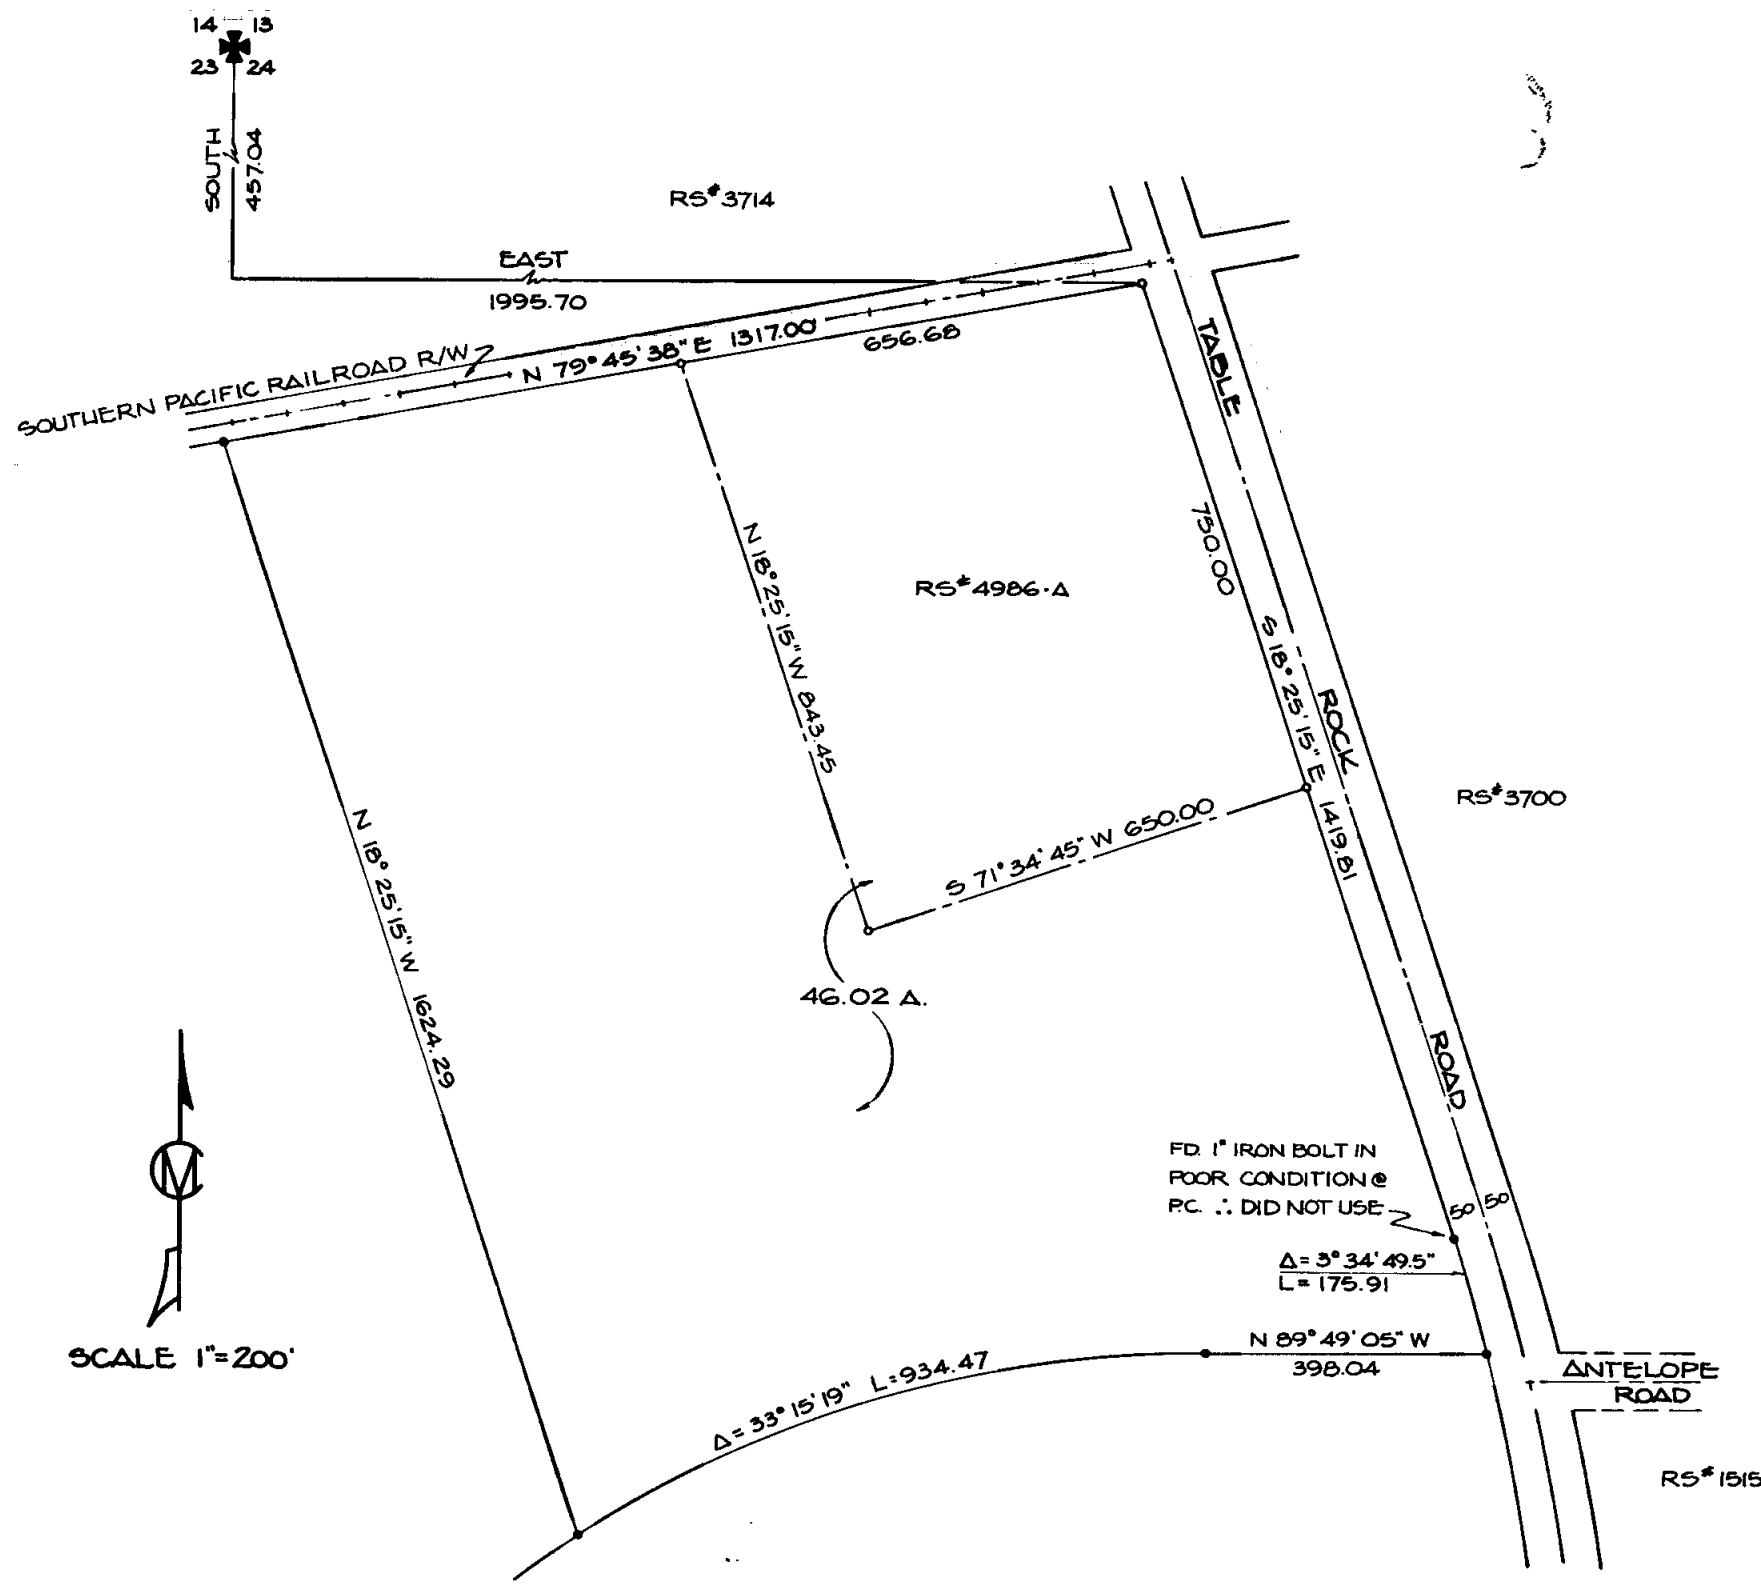 14 13
23 24
SOUTH
457.04
RS#3714
EAST
1995.70
SOUTHERN PACIFIC RAILROAD R/W
N 79°45'38" E 1317.00'
656.68
TABLE
ROCK
ROAD
750.00
S 18°25'15" E 1419.81
N 18°25'15" W 843.45
RS#4986-A
RS#3700
S 71°34'45" W 650.00
N 18°25'15" W 1624.29
46.02 A.
M
SCALE 1"=200'
FD. 1" IRON BOLT IN
POOR CONDITION @
P.C. ∴ DID NOT USE
50 50
Δ= 3°34'49.5"
L= 175.91
N 89°49'05" W
398.04
Δ= 33°15'19" L=934.47
ANTELOPE
ROAD
RS#1515